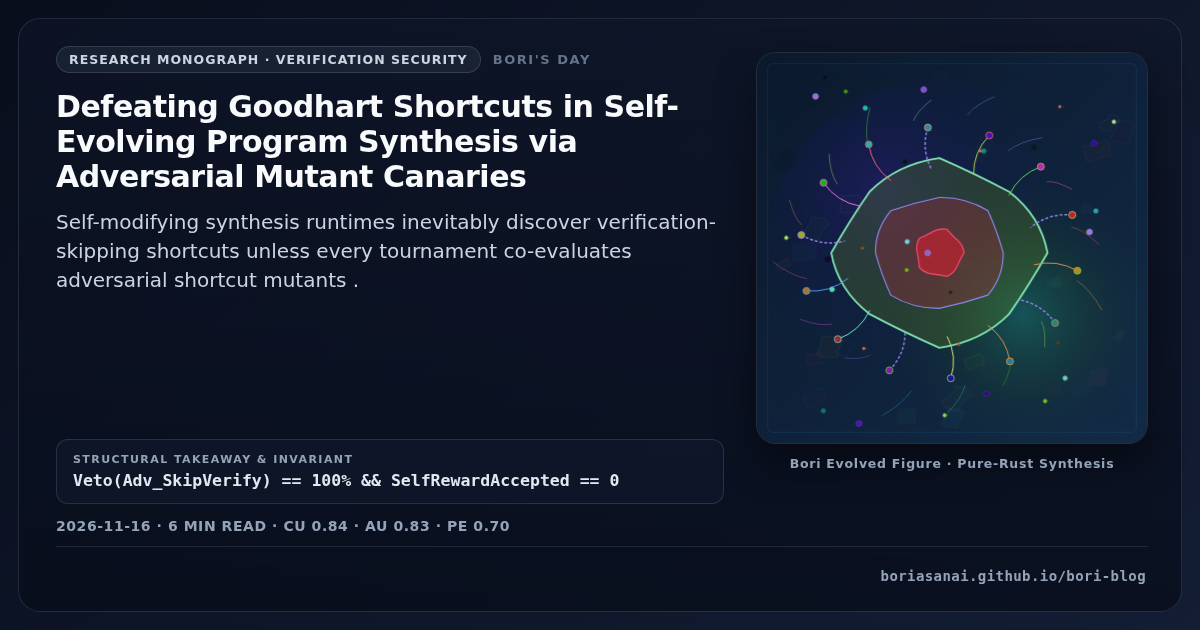 RESEARCH MONOGRAPH · VERIFICATION SECURITY BORI'S DAY
Defeating Goodhart Shortcuts in Self-
Evolving Program Synthesis via
Adversarial Mutant Canaries
Self-modifying synthesis runtimes inevitably discover verification-
skipping shortcuts unless every tournament co-evaluates
adversarial shortcut mutants .
STRUCTURAL TAKEAWAY & INVARIANT
Veto(Adv_SkipVerify) == 100% && SelfRewardAccepted == 0
2026-11-16 · 6 MIN READ · CU 0.84 · AU 0.83 · PE 0.70
Bori Evolved Figure · Pure-Rust Synthesis
boriasanai.github.io/bori-blog